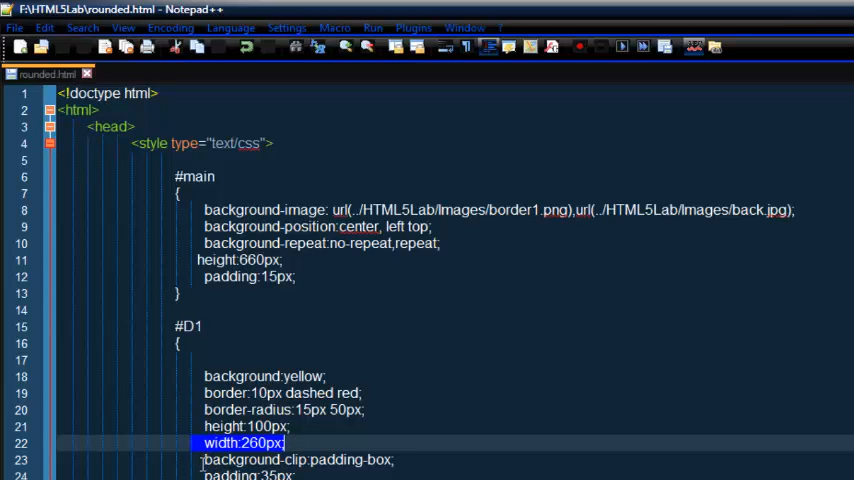 F:\HTML5Lab\rounded.html - Notepad++
File Edit Search View Encoding Language Settings Macro Run Plugins Window ?
rounded.html
1 <!doctype html>
2 <html>
3 <head>
4 <style type="text/css">
5
6 #main
7 {
8 background-image: url(../HTML5Lab/Images/border1.png),url(../HTML5Lab/Images/back.jpg);
9 background-position:center, left top;
10 background-repeat:no-repeat,repeat;
11 height:660px;
12 padding:15px;
13 }
14
15 #D1
16 {
17
18 background:yellow;
19 border:10px dashed red;
20 border-radius:15px 50px;
21 height:100px;
22 width:260px;
23 background-clip:padding-box;
24 padding:35px;